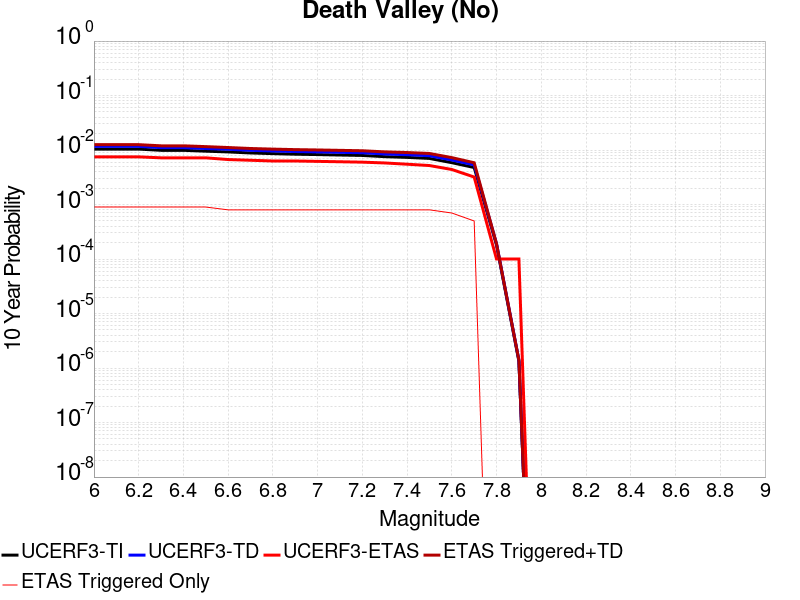 Death Valley (No)
10^0
10^-1
10^-2
10^-3
10^-4
10^-5
10^-6
10^-7
10^-8
10 Year Probability
6 6.2 6.4 6.6 6.8 7 7.2 7.4 7.6 7.8 8 8.2 8.4 8.6 8.8 9
Magnitude
UCERF3-TI UCERF3-TD UCERF3-ETAS ETAS Triggered+TD
ETAS Triggered Only